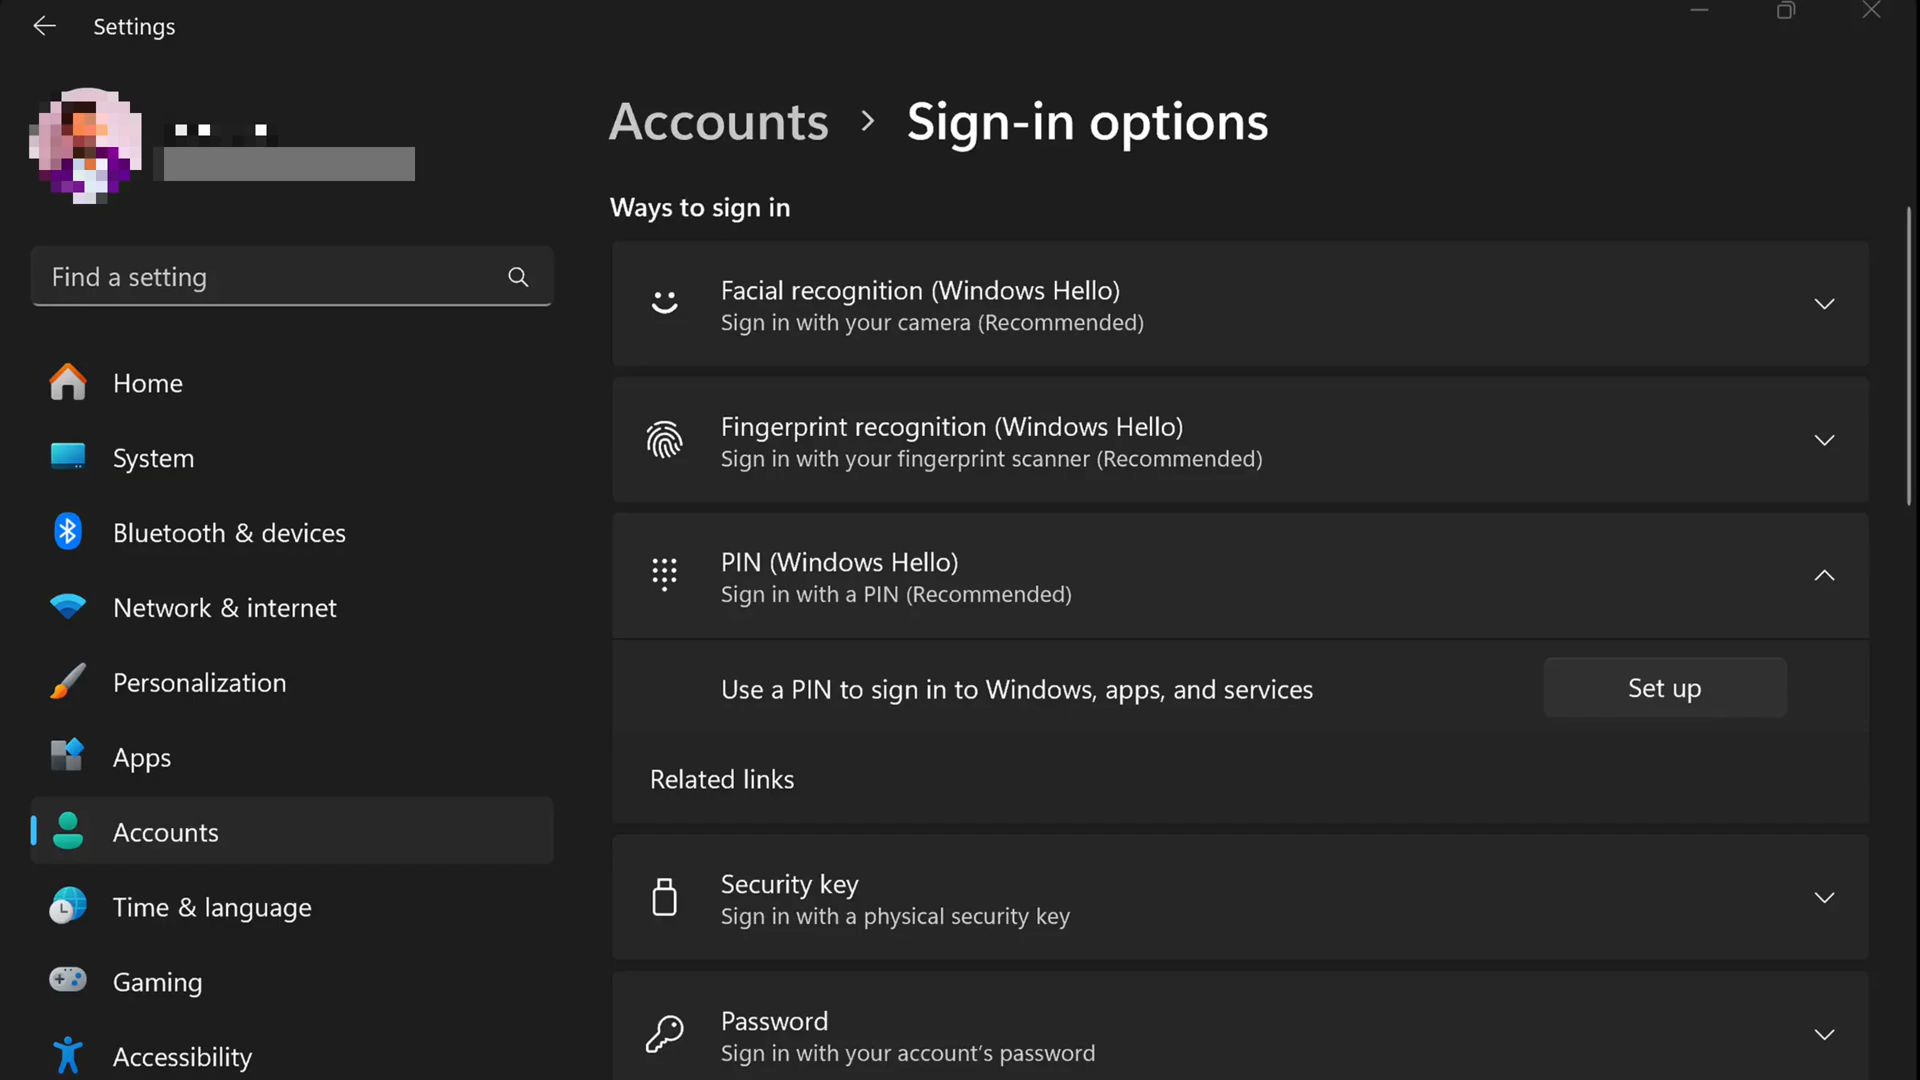 Settings
Find a setting
Home
System
Bluetooth & devices
Network & internet
Personalization
Apps
Accounts
Time & language
Gaming
Accessibility
Accounts > Sign-in options
Ways to sign in
Facial recognition (Windows Hello)
Sign in with your camera (Recommended)
Fingerprint recognition (Windows Hello)
Sign in with your fingerprint scanner (Recommended)
PIN (Windows Hello)
Sign in with a PIN (Recommended)
Use a PIN to sign in to Windows, apps, and services
Set up
Related links
Security key
Sign in with a physical security key
Password
Sign in with your account’s password